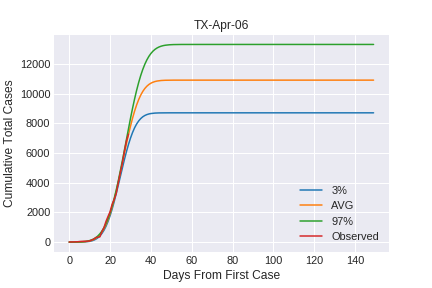 TX-Apr-06
Cumulative Total Cases
12000
10000
8000
6000
4000
2000
0
3%
AVG
97%
Observed
0 20 40 60 80 100 120 140
Days From First Case